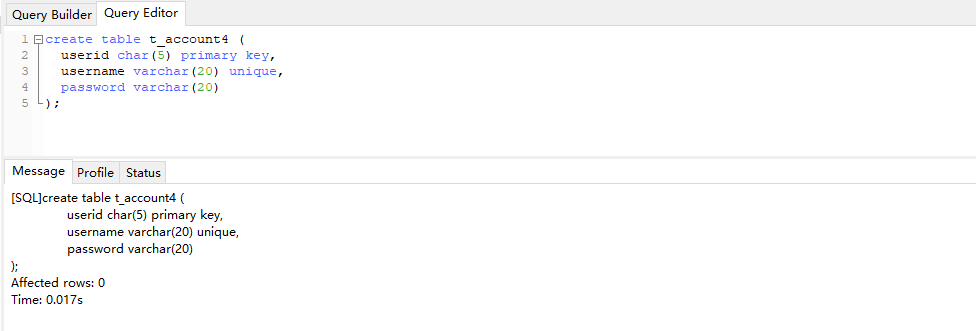 Query Builder Query Editor
1 create table t_account4 (
2 userid char(5) primary key,
3 username varchar(20) unique,
4 password varchar(20)
5 );
Message Profile Status
[SQL]create table t_account4 (
userid char(5) primary key,
username varchar(20) unique,
password varchar(20)
);
Affected rows: 0
Time: 0.017s